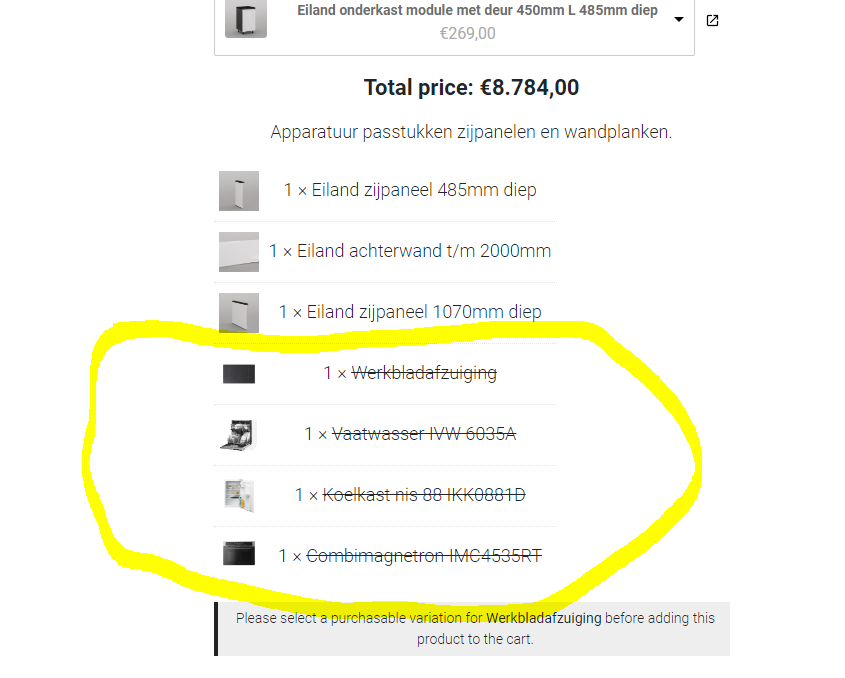 Eiland onderkast module met deur 450mm L 485mm diep
€269,00
Total price: €8.784,00
Apparatuur passtukken zijpanelen en wandplanken.
1 × Eiland zijpaneel 485mm diep
1 × Eiland achterwand t/m 2000mm
1 × Eiland zijpaneel 1070mm diep
1 × Werkbladafzuiging
1 × Vaatwasser IVW 6035A
1 × Koelkast nis 88 IKK0881D
1 × Combimagnetron IMC4535RT
Please select a purchasable variation for Werkbladafzuiging before adding this
product to the cart.